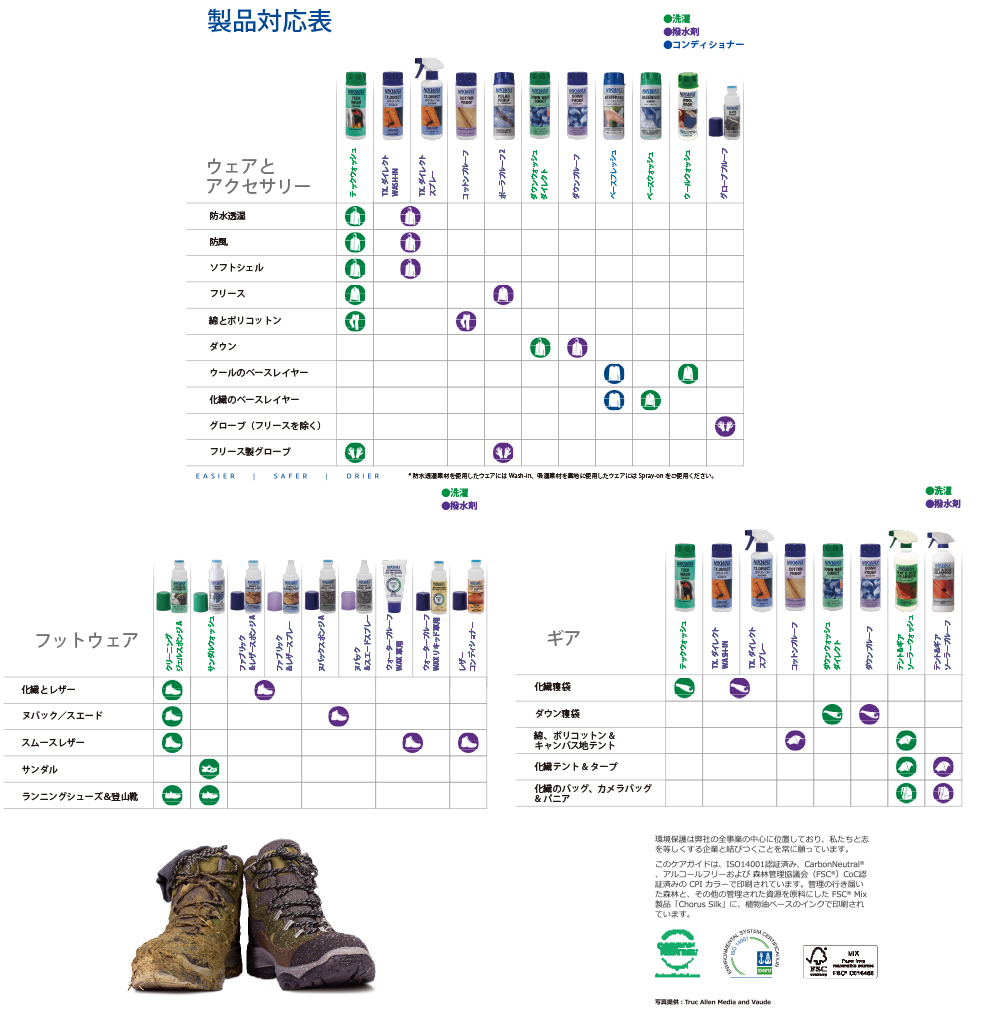 製品対応表
●洗濯
●撥水剤
●コンディショナー
ウェアと
アクセサリー
テックウォッシュ
TX. ダイレクト
WASH-IN
TX. ダイレクト
スプレー
コットンプルーフ
ポーラプルーフ2
ダウンウォッシュ
ダイレクト
ダウンプルーフ
ベースフレッシュ
ベースウォッシュ
ウールウォッシュ
グローブプルーフ
防水透湿
防風
ソフトシェル
フリース
綿とポリコットン
ダウン
ウールのベースレイヤー
化繊のベースレイヤー
グローブ（フリースを除く）
フリース製グローブ
EASIER | SAFER | DRIER
* 防水透湿素材を使用したウェアには Wash-in、吸湿素材を裏地に使用したウェアには Spray-on をご使用ください。
●洗濯
●撥水剤
フットウェア
クリーニング
ジェルスポンジA
サンダルウォッシュ
ファブリック
&レザースポンジA
ファブリック
&レザースプレー
ヌバックスポンジA
ヌバック
&スエードスプレー
ウォータープルーフ
WAX 革用
ウォータープルーフ
WAXリキッド革用
レザー
コンディショナー
化繊とレザー
ヌバック／スエード
スムースレザー
サンダル
ランニングシューズ&登山靴
●洗濯
●撥水剤
ギア
テックウォッシュ
TX. ダイレクト
WASH-IN
TX. ダイレクト
スプレー
コットンプルーフ
ダウンウォッシュ
ダイレクト
ダウンプルーフ
テント&ギア
ソーラーウォッシュ
テント&ギア
ソーラープルーフ
化繊寝袋
ダウン寝袋
綿、ポリコットン &
キャンバス地テント
化繊テント & タープ
化繊のバッグ、カメラバッグ
& パニア
環境保護は弊社の全事業の中心に位置しており、私たちと志
を等しくする企業と結びつくことを常に願っています。
このケアガイドは、ISO14001認証済み、CarbonNeutral®
、アルコールフリーおよび 森林管理協議会（FSC®）CoC認
証済みの CPI カラーで印刷されています。管理の行き届い
た森林と、その他の管理された資源を原料にした FSC® Mix
製品「Chorus Silk」に、植物油ベースのインクで印刷され
ています。
ENVIRONMENTAL SYSTEM CERTIFICATION
ISO 14001
DNV
FSC
MIX
写真提供：Truc Allen Media and Vaude